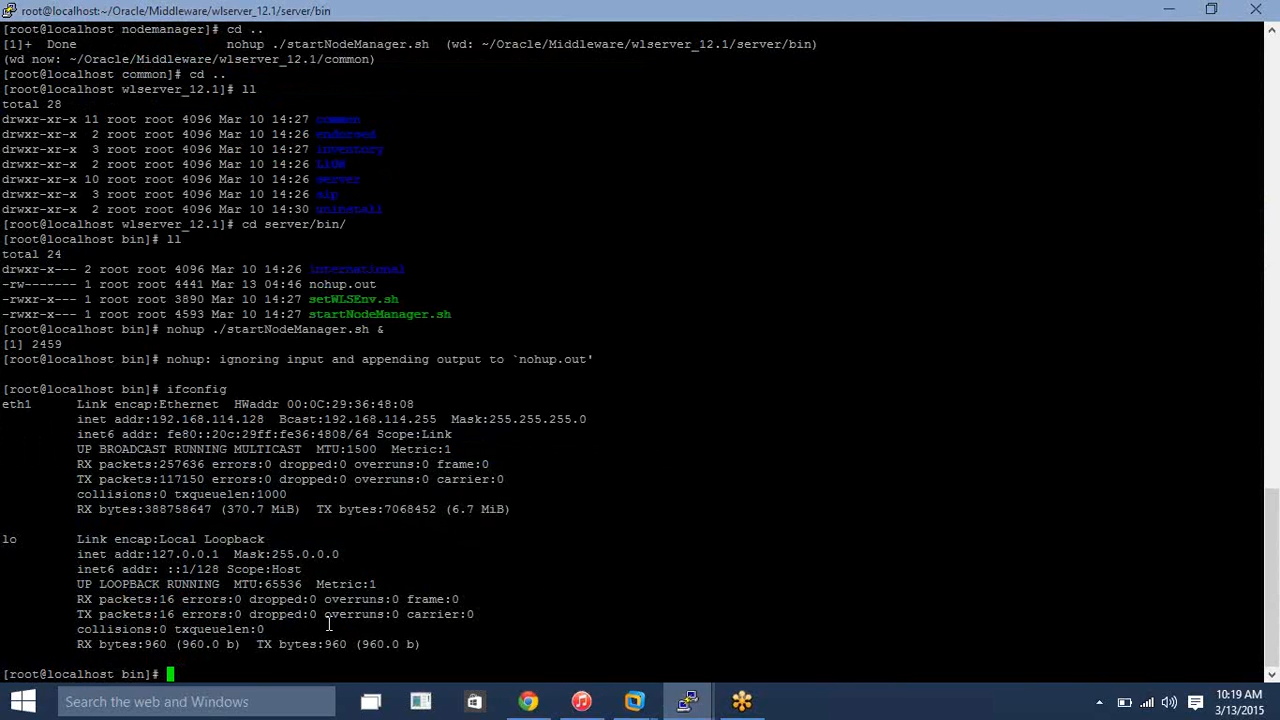 root@localhost:~/Oracle/Middleware/wlserver_12.1/server/bin
[root@localhost nodemanager]# cd ..
[1]+  Done                    nohup ./startNodeManager.sh  (wd: ~/Oracle/Middleware/wlserver_12.1/server/bin)
(wd now: ~/Oracle/Middleware/wlserver_12.1/common)
[root@localhost common]# cd ..
[root@localhost wlserver_12.1]# ll
total 28
drwxr-xr-x 11 root root 4096 Mar 10 14:27 common
drwxr-xr-x  2 root root 4096 Mar 10 14:26 endorsed
drwxr-xr-x  3 root root 4096 Mar 10 14:27 inventory
drwxr-xr-x  2 root root 4096 Mar 10 14:26 L10N
drwxr-xr-x 10 root root 4096 Mar 10 14:27 server
drwxr-xr-x  3 root root 4096 Mar 10 14:26 sip
drwxr-xr-x  2 root root 4096 Mar 10 14:30 uninstall
[root@localhost wlserver_12.1]# cd server/bin/
[root@localhost bin]# ll
total 24
drwxr-x--- 2 root root 4096 Mar 10 14:26 international
-rw------- 1 root root 4441 Mar 13 04:46 nohup.out
-rwxr-x--- 1 root root 3890 Mar 10 14:27 setWLSEnv.sh
-rwxr-x--- 1 root root 4593 Mar 10 14:27 startNodeManager.sh
[root@localhost bin]# nohup ./startNodeManager.sh &
[1] 2459
[root@localhost bin]# nohup: ignoring input and appending output to `nohup.out'
[root@localhost bin]# ifconfig
eth1      Link encap:Ethernet  HWaddr 00:0C:29:36:48:08
          inet addr:192.168.114.128  Bcast:192.168.114.255  Mask:255.255.255.0
          inet6 addr: fe80::20c:29ff:fe36:4808/64 Scope:Link
          UP BROADCAST RUNNING MULTICAST  MTU:1500  Metric:1
          RX packets:257636 errors:0 dropped:0 overruns:0 frame:0
          TX packets:117150 errors:0 dropped:0 overruns:0 carrier:0
          collisions:0 txqueuelen:1000
          RX bytes:388758647 (370.7 MiB)  TX bytes:7068452 (6.7 MiB)
lo        Link encap:Local Loopback
          inet addr:127.0.0.1  Mask:255.0.0.0
          inet6 addr: ::1/128 Scope:Host
          UP LOOPBACK RUNNING  MTU:65536  Metric:1
          RX packets:16 errors:0 dropped:0 overruns:0 frame:0
          TX packets:16 errors:0 dropped:0 overruns:0 carrier:0
          collisions:0 txqueuelen:0
          RX bytes:960 (960.0 b)  TX bytes:960 (960.0 b)
[root@localhost bin]#
Search the web and Windows
10:19 AM
3/13/2015